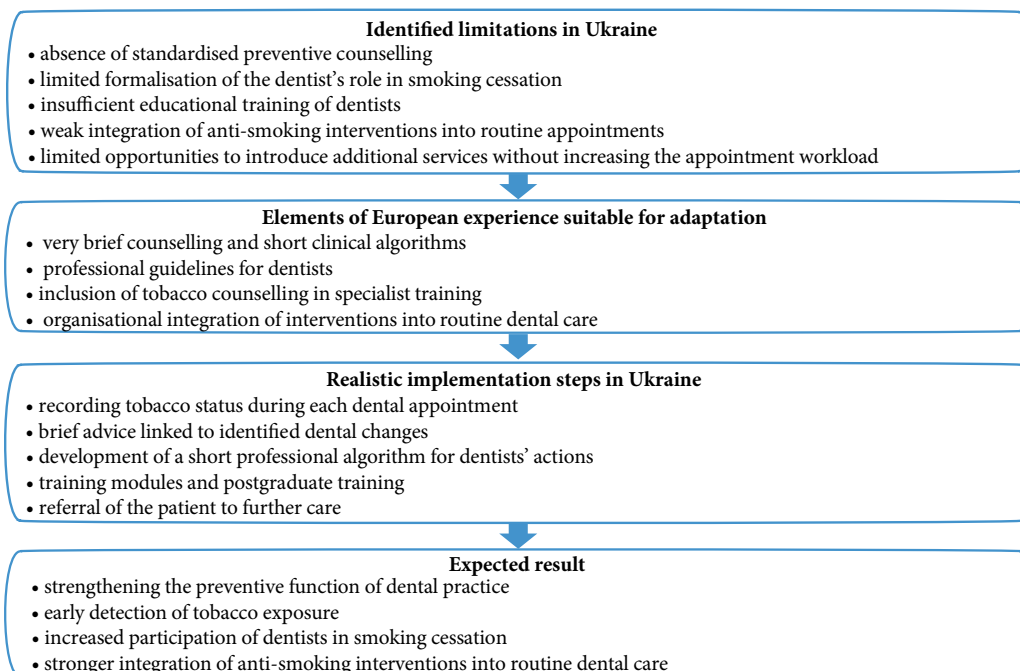 Identified limitations in Ukraine
• absence of standardised preventive counselling
• limited formalisation of the dentist's role in smoking cessation
• insufficient educational training of dentists
• weak integration of anti-smoking interventions into routine appointments
• limited opportunities to introduce additional services without increasing the appointment workload
Elements of European experience suitable for adaptation
• very brief counselling and short clinical algorithms
• professional guidelines for dentists
• inclusion of tobacco counselling in specialist training
• organisational integration of interventions into routine dental care
Realistic implementation steps in Ukraine
• recording tobacco status during each dental appointment
• brief advice linked to identified dental changes
• development of a short professional algorithm for dentists' actions
• training modules and postgraduate training
• referral of the patient to further care
Expected result
• strengthening the preventive function of dental practice
• early detection of tobacco exposure
• increased participation of dentists in smoking cessation
• stronger integration of anti-smoking interventions into routine dental care